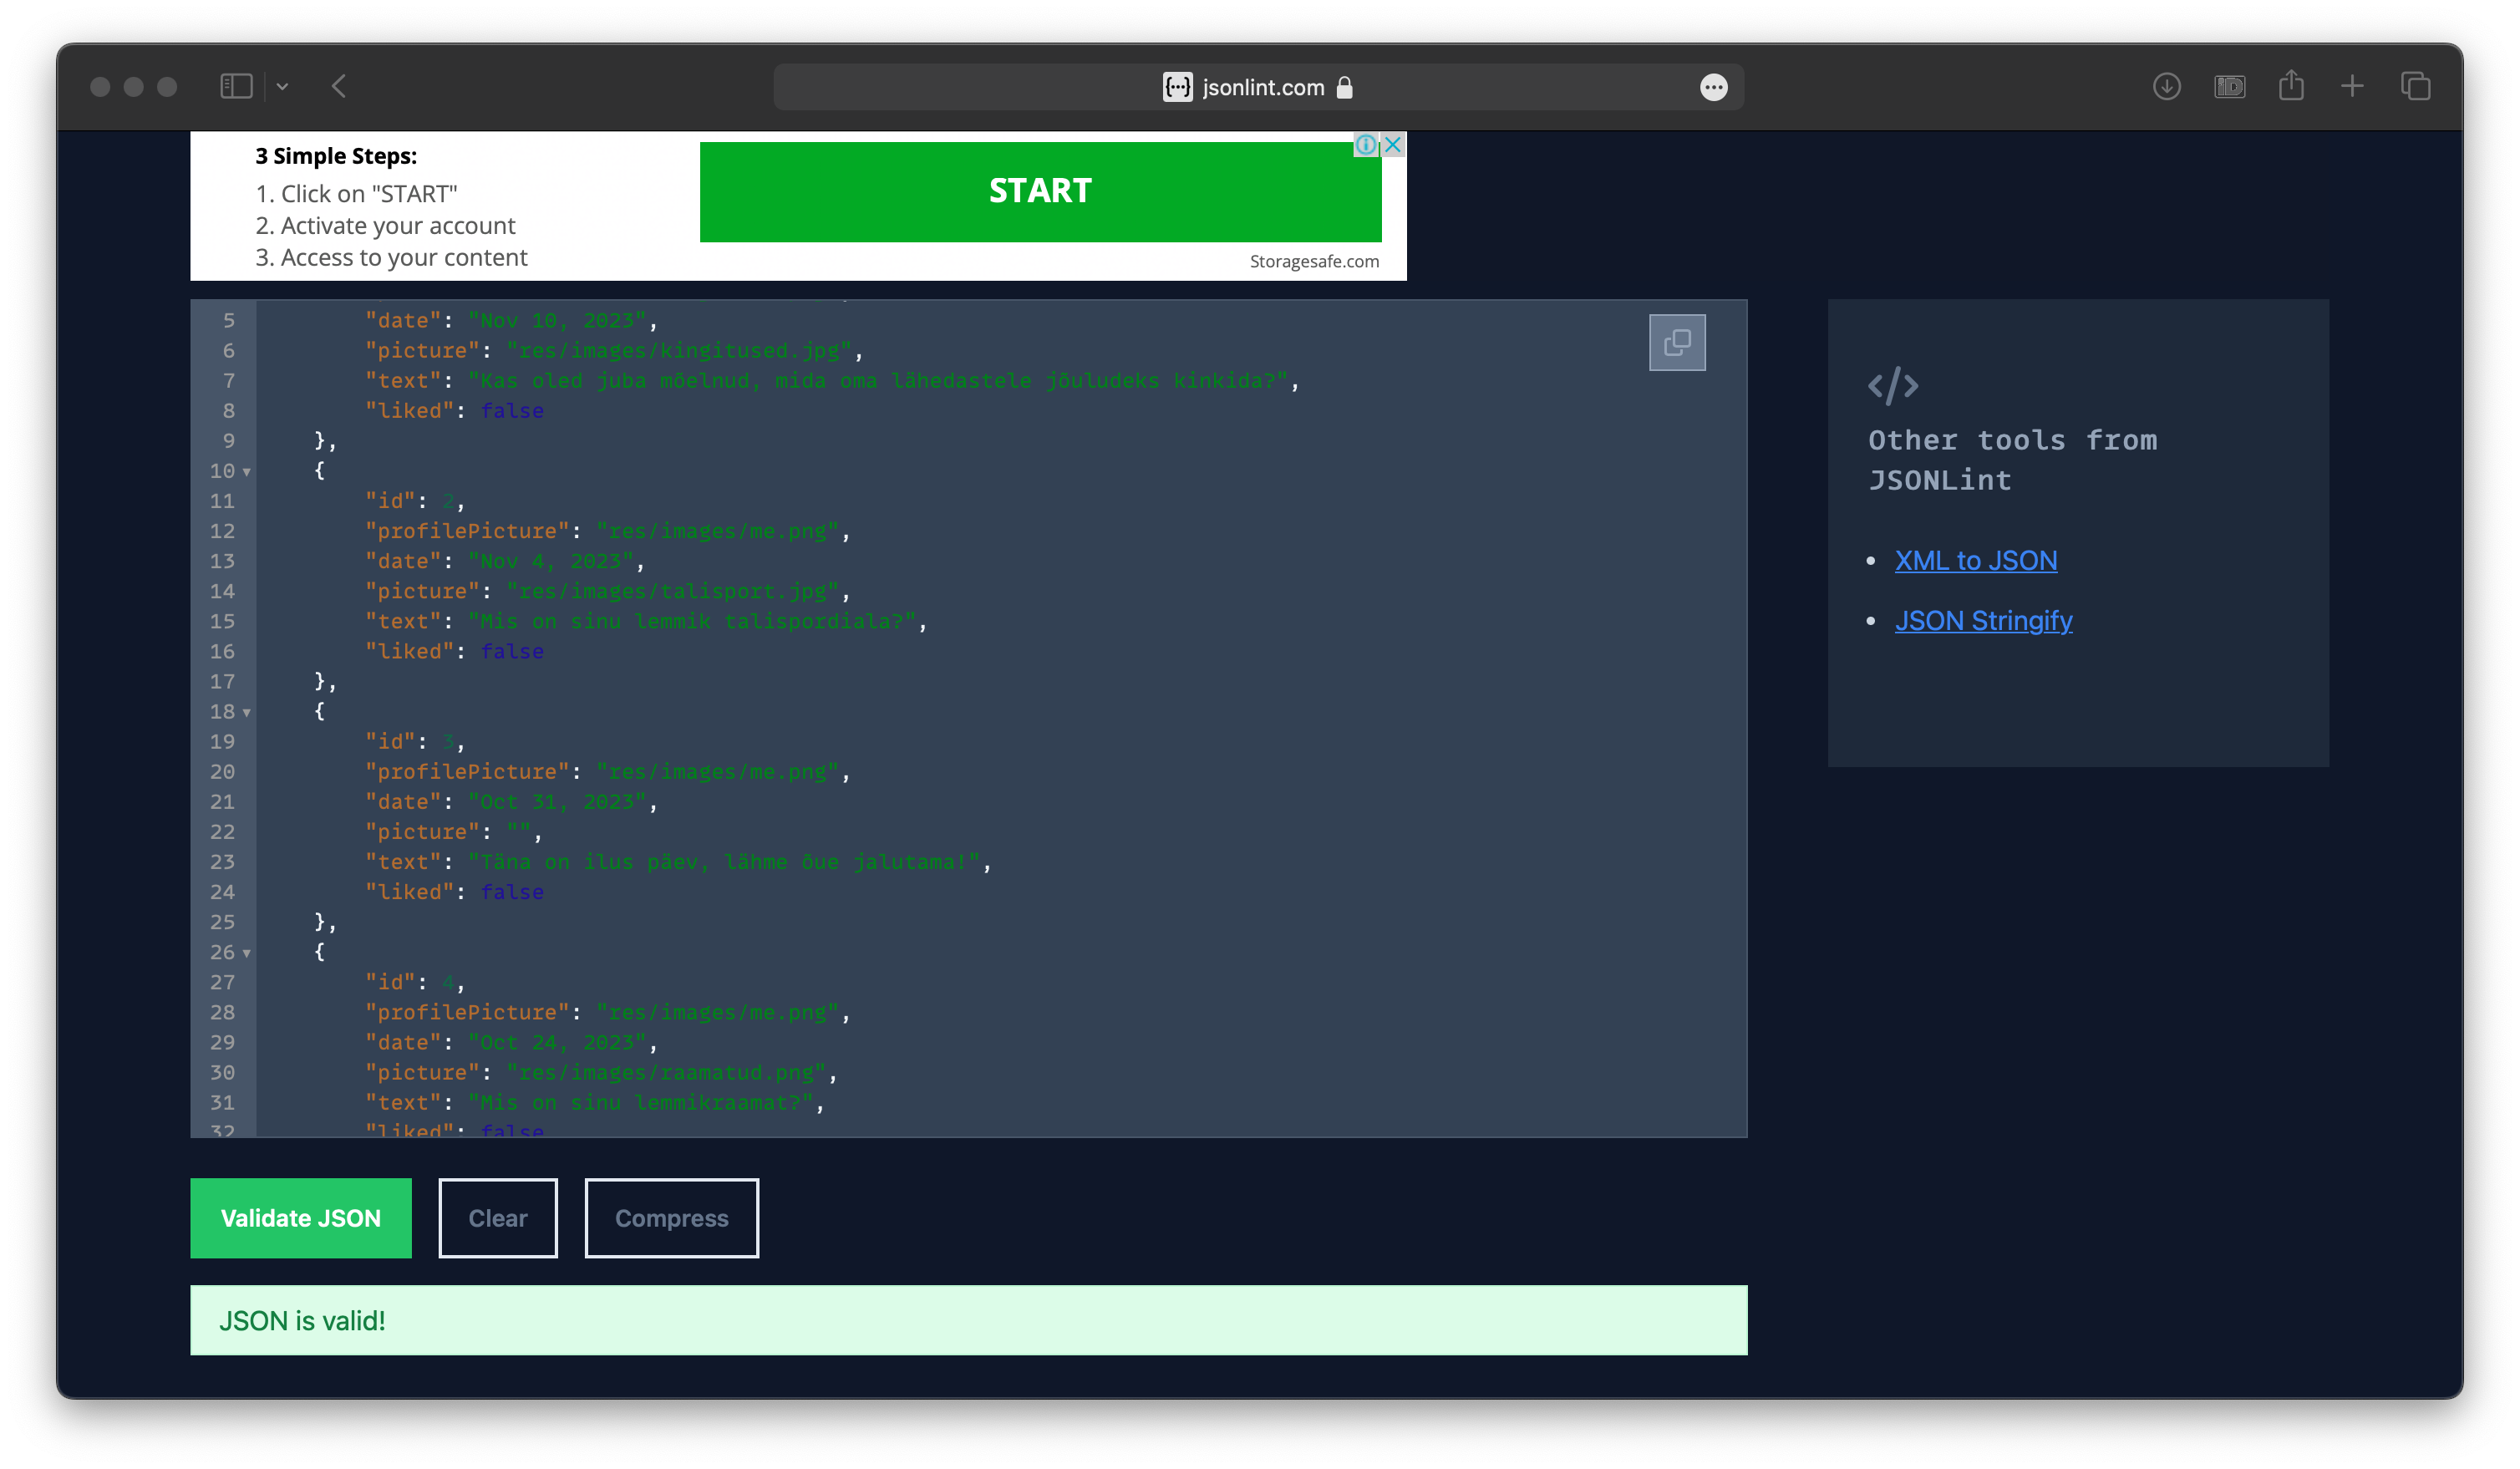 jsonlint.com
3 Simple Steps:
1. Click on "START"
2. Activate your account
3. Access to your content
START
Storagesafe.com
5 "date": "Nov 10, 2023",
6 "picture": "res/images/kingitused.jpg",
7 "text": "Kas oled juba mõelnud, mida oma lähedastele jõuludeks kinkida?",
8 "liked": false
9 },
10 {
11 "id": 2,
12 "profilePicture": "res/images/me.png",
13 "date": "Nov 4, 2023",
14 "picture": "res/images/talisport.jpg",
15 "text": "Mis on sinu lemmik talispordiala?",
16 "liked": false
17 },
18 {
19 "id": 3,
20 "profilePicture": "res/images/me.png",
21 "date": "Oct 31, 2023",
22 "picture": "",
23 "text": "Täna on ilus päev, lähme õue jalutama!",
24 "liked": false
25 },
26 {
27 "id": 4,
28 "profilePicture": "res/images/me.png",
29 "date": "Oct 24, 2023",
30 "picture": "res/images/raamatud.png",
31 "text": "Mis on sinu lemmikraamat?",
32 "liked": false
</>
Other tools from
JSONLint
• XML to JSON
• JSON Stringify
Validate JSON
Clear
Compress
JSON is valid!